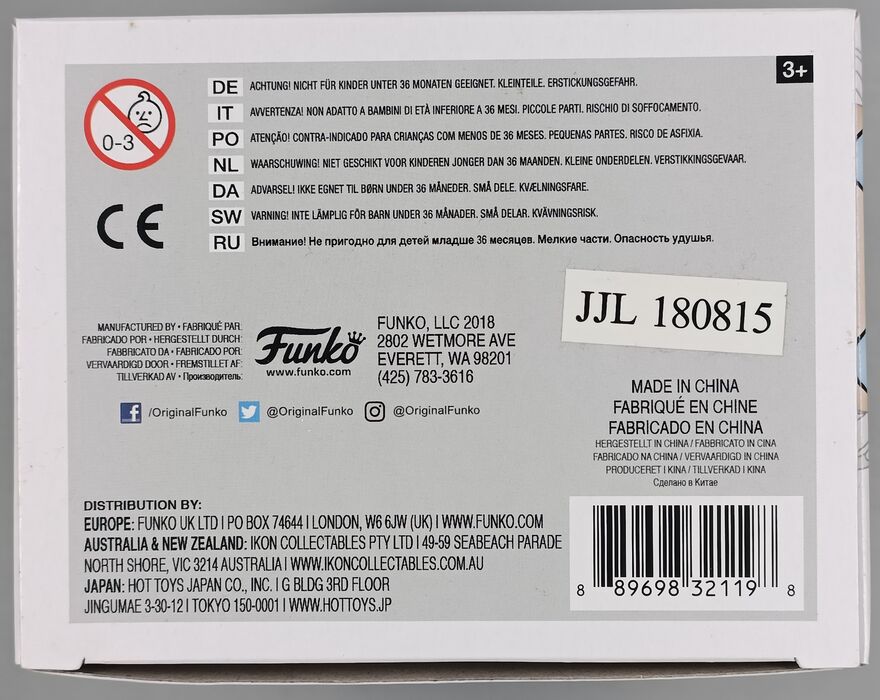 3+
0-3
DE ACHTUNG! NICHT FÜR KINDER UNTER 36 MONATEN GEEIGNET. KLEINTEILE. ERSTICKUNGSGEFAHR.
IT AVVERTENZA! NON ADATTO A BAMBINI DI ETÀ INFERIORE A 36 MESI. PICCOLE PARTI. RISCHIO DI SOFFOCAMENTO.
PO ATENÇÃO! CONTRA-INDICADO PARA CRIANÇAS COM MENOS DE 36 MESES. PEQUENAS PARTES. RISCO DE ASFIXIA.
NL WAARSCHUWING! NIET GESCHIKT VOOR KINDEREN JONGER DAN 36 MAANDEN. KLEINE ONDERDELEN. VERSTIKKINGSGEVAAR.
DA ADVARSEL! IKKE EGNET TIL BØRN UNDER 36 MÅNEDER. SMÅ DELE. KVÆLNINGSFARE.
SW VARNING! INTE LÄMPLIG FÖR BARN UNDER 36 MÅNADER. SMÅ DELAR. KVÄVNINGSRISK.
RU Внимание! Не пригодно для детей младше 36 месяцев. Мелкие части. Опасность удушья.
CE
MANUFACTURED BY • FABRIQUÉ PAR
FABRICADO POR • HERGESTELLT DURCH:
FABBRICATO DA • FABRICADO POR:
VERVAARDIGD DOOR • FREMSTILLET AF:
TILLVERKAD AV • Производитель:
Funko
www.funko.com
FUNKO, LLC 2018
2802 WETMORE AVE
EVERETT, WA 98201
(425) 783-3616
JJL 180815
/OriginalFunko @OriginalFunko @OriginalFunko
MADE IN CHINA
FABRIQUÉ EN CHINE
FABRICADO EN CHINA
HERGESTELLT IN CHINA / FABBRICATO IN CINA
FABRICADO NA CHINA / VERVAARDIGD IN CHINA
PRODUCERET I KINA / TILLVERKAD I KINA
Сделано в Китае
DISTRIBUTION BY:
EUROPE: FUNKO UK LTD I PO BOX 74644 I LONDON, W6 6JW (UK) I WWW.FUNKO.COM
AUSTRALIA & NEW ZEALAND: IKON COLLECTABLES PTY LTD I 49-59 SEABEACH PARADE
NORTH SHORE, VIC 3214 AUSTRALIA I WWW.IKONCOLLECTABLES.COM.AU
JAPAN: HOT TOYS JAPAN CO., INC. I G BLDG 3RD FLOOR
JINGUMAE 3-30-12 I TOKYO 150-0001 I WWW.HOTTOYS.JP
8 89698 32119 8